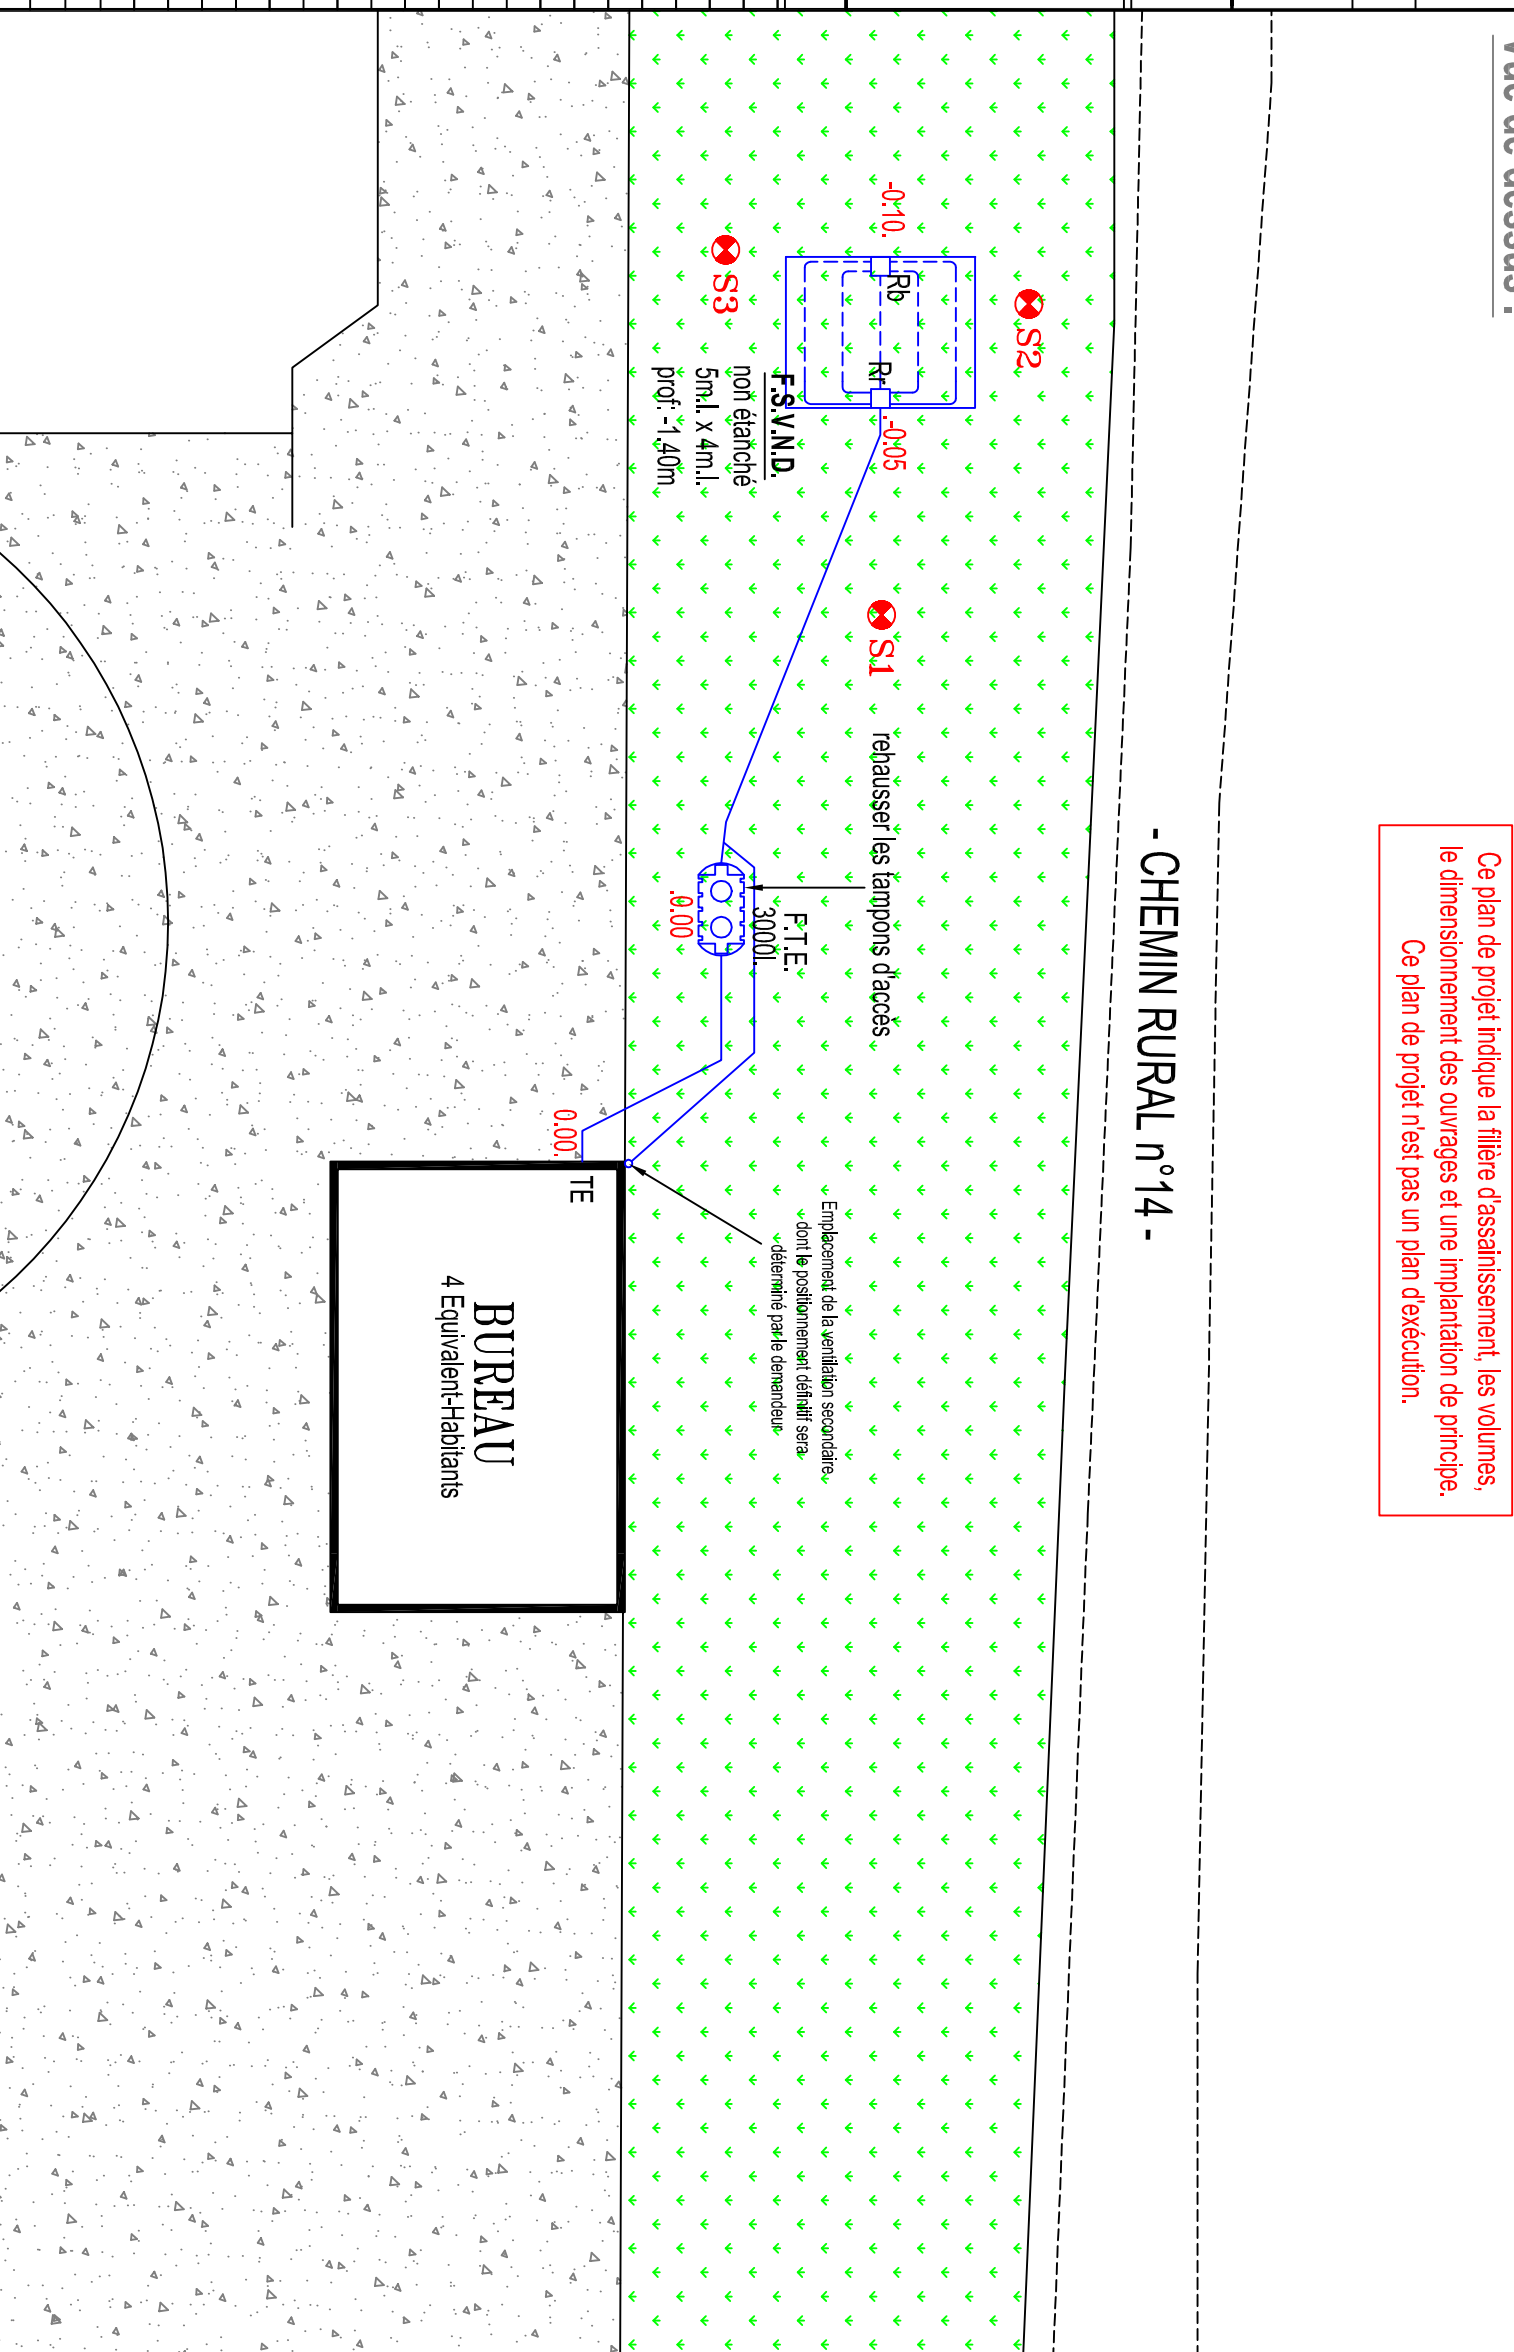 Vue de dessus :
Ce plan de projet indique la filière d'assainissement, les volumes,
le dimensionnement des ouvrages et une implantation de principe.
Ce plan de projet n'est pas un plan d'exécution.
- CHEMIN RURAL n°14 -
S2
-0.10.
Rb
Rr
.-0.05
S3
F.S.V.N.D.
non étanché
5m.l. x 4m.l.
prof: -1,40m
S1
rehausser les tampons d'accès
F.T.E.
3000l.
.0.00
0.00.
TE
Emplacement de la ventilation secondaire
dont le positionnement définitif sera
déterminé par le demandeur
BUREAU
4 Equivalent-Habitants